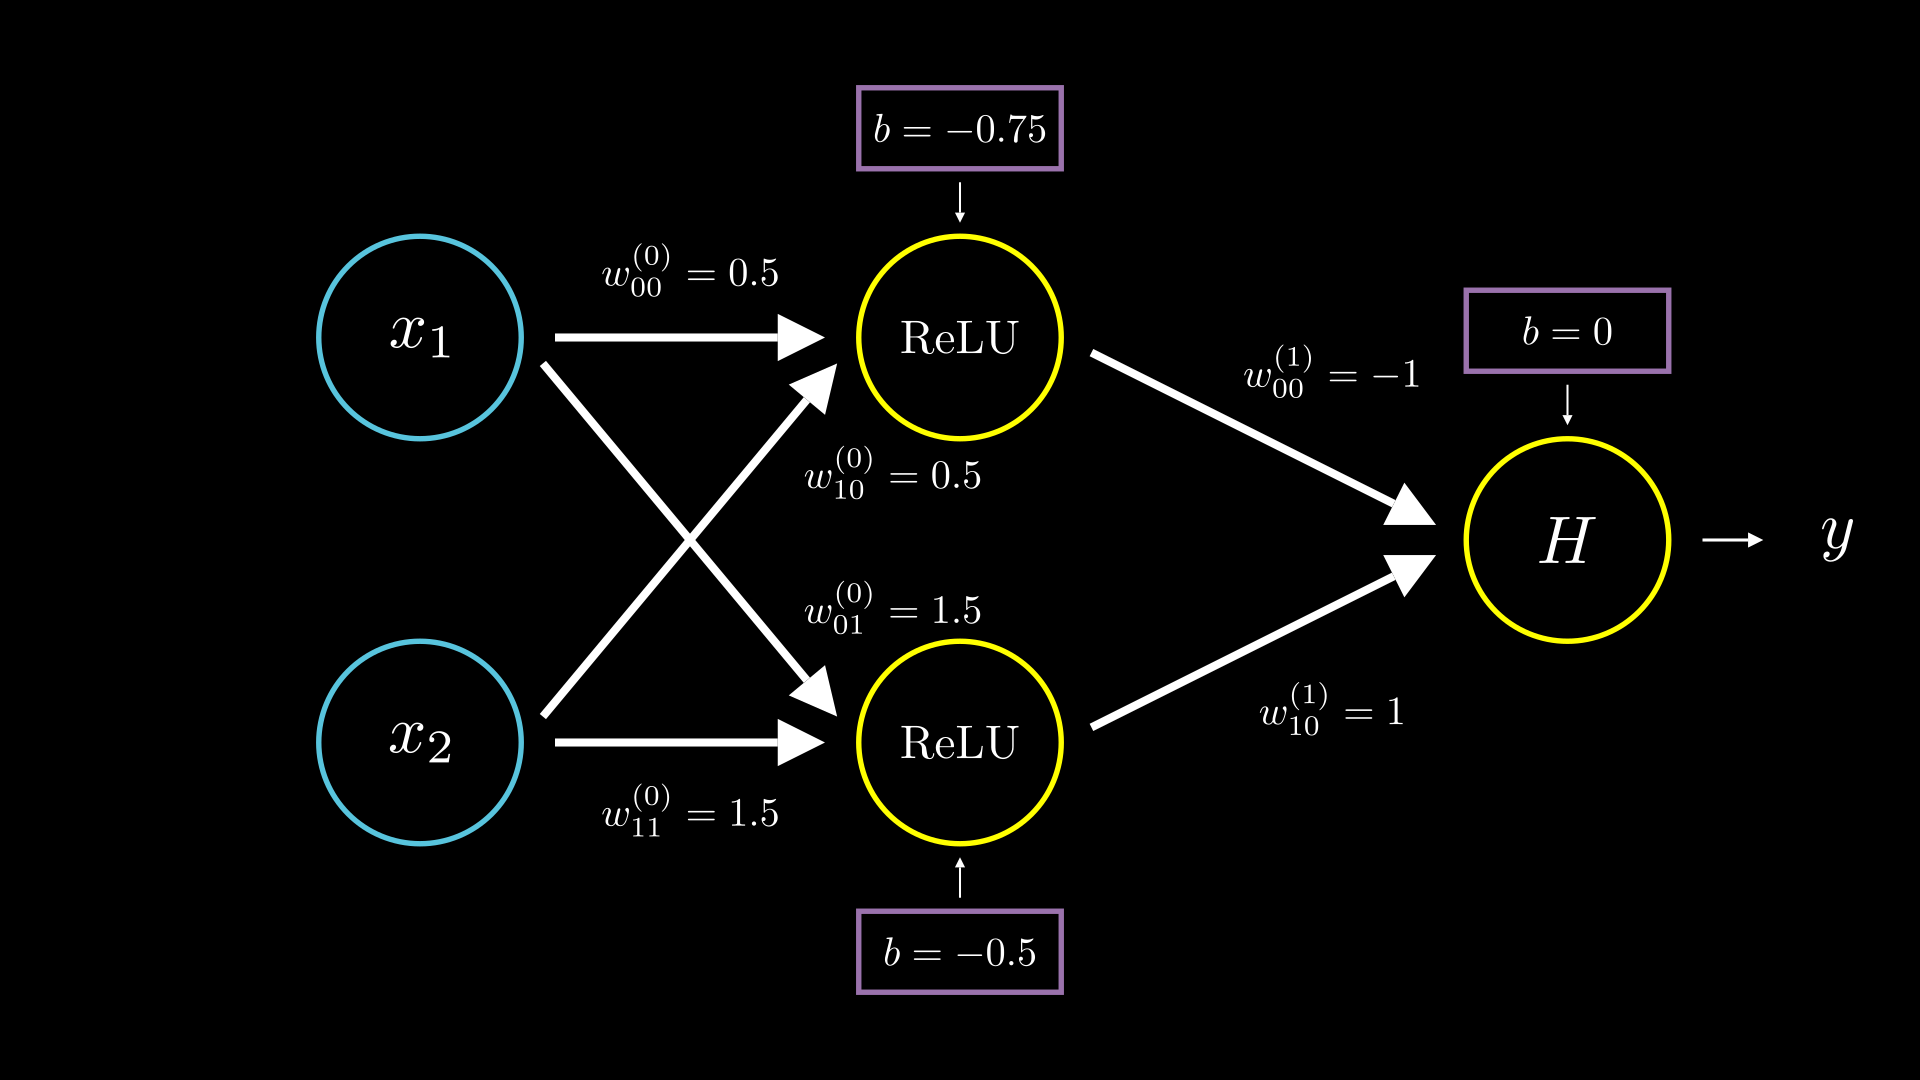 b = −0.75
w_{00}^{(0)} = 0.5
x_1
ReLU
b = 0
w_{00}^{(1)} = −1
w_{10}^{(0)} = 0.5
H
y
w_{01}^{(0)} = 1.5
x_2
ReLU
w_{10}^{(1)} = 1
w_{11}^{(0)} = 1.5
b = −0.5